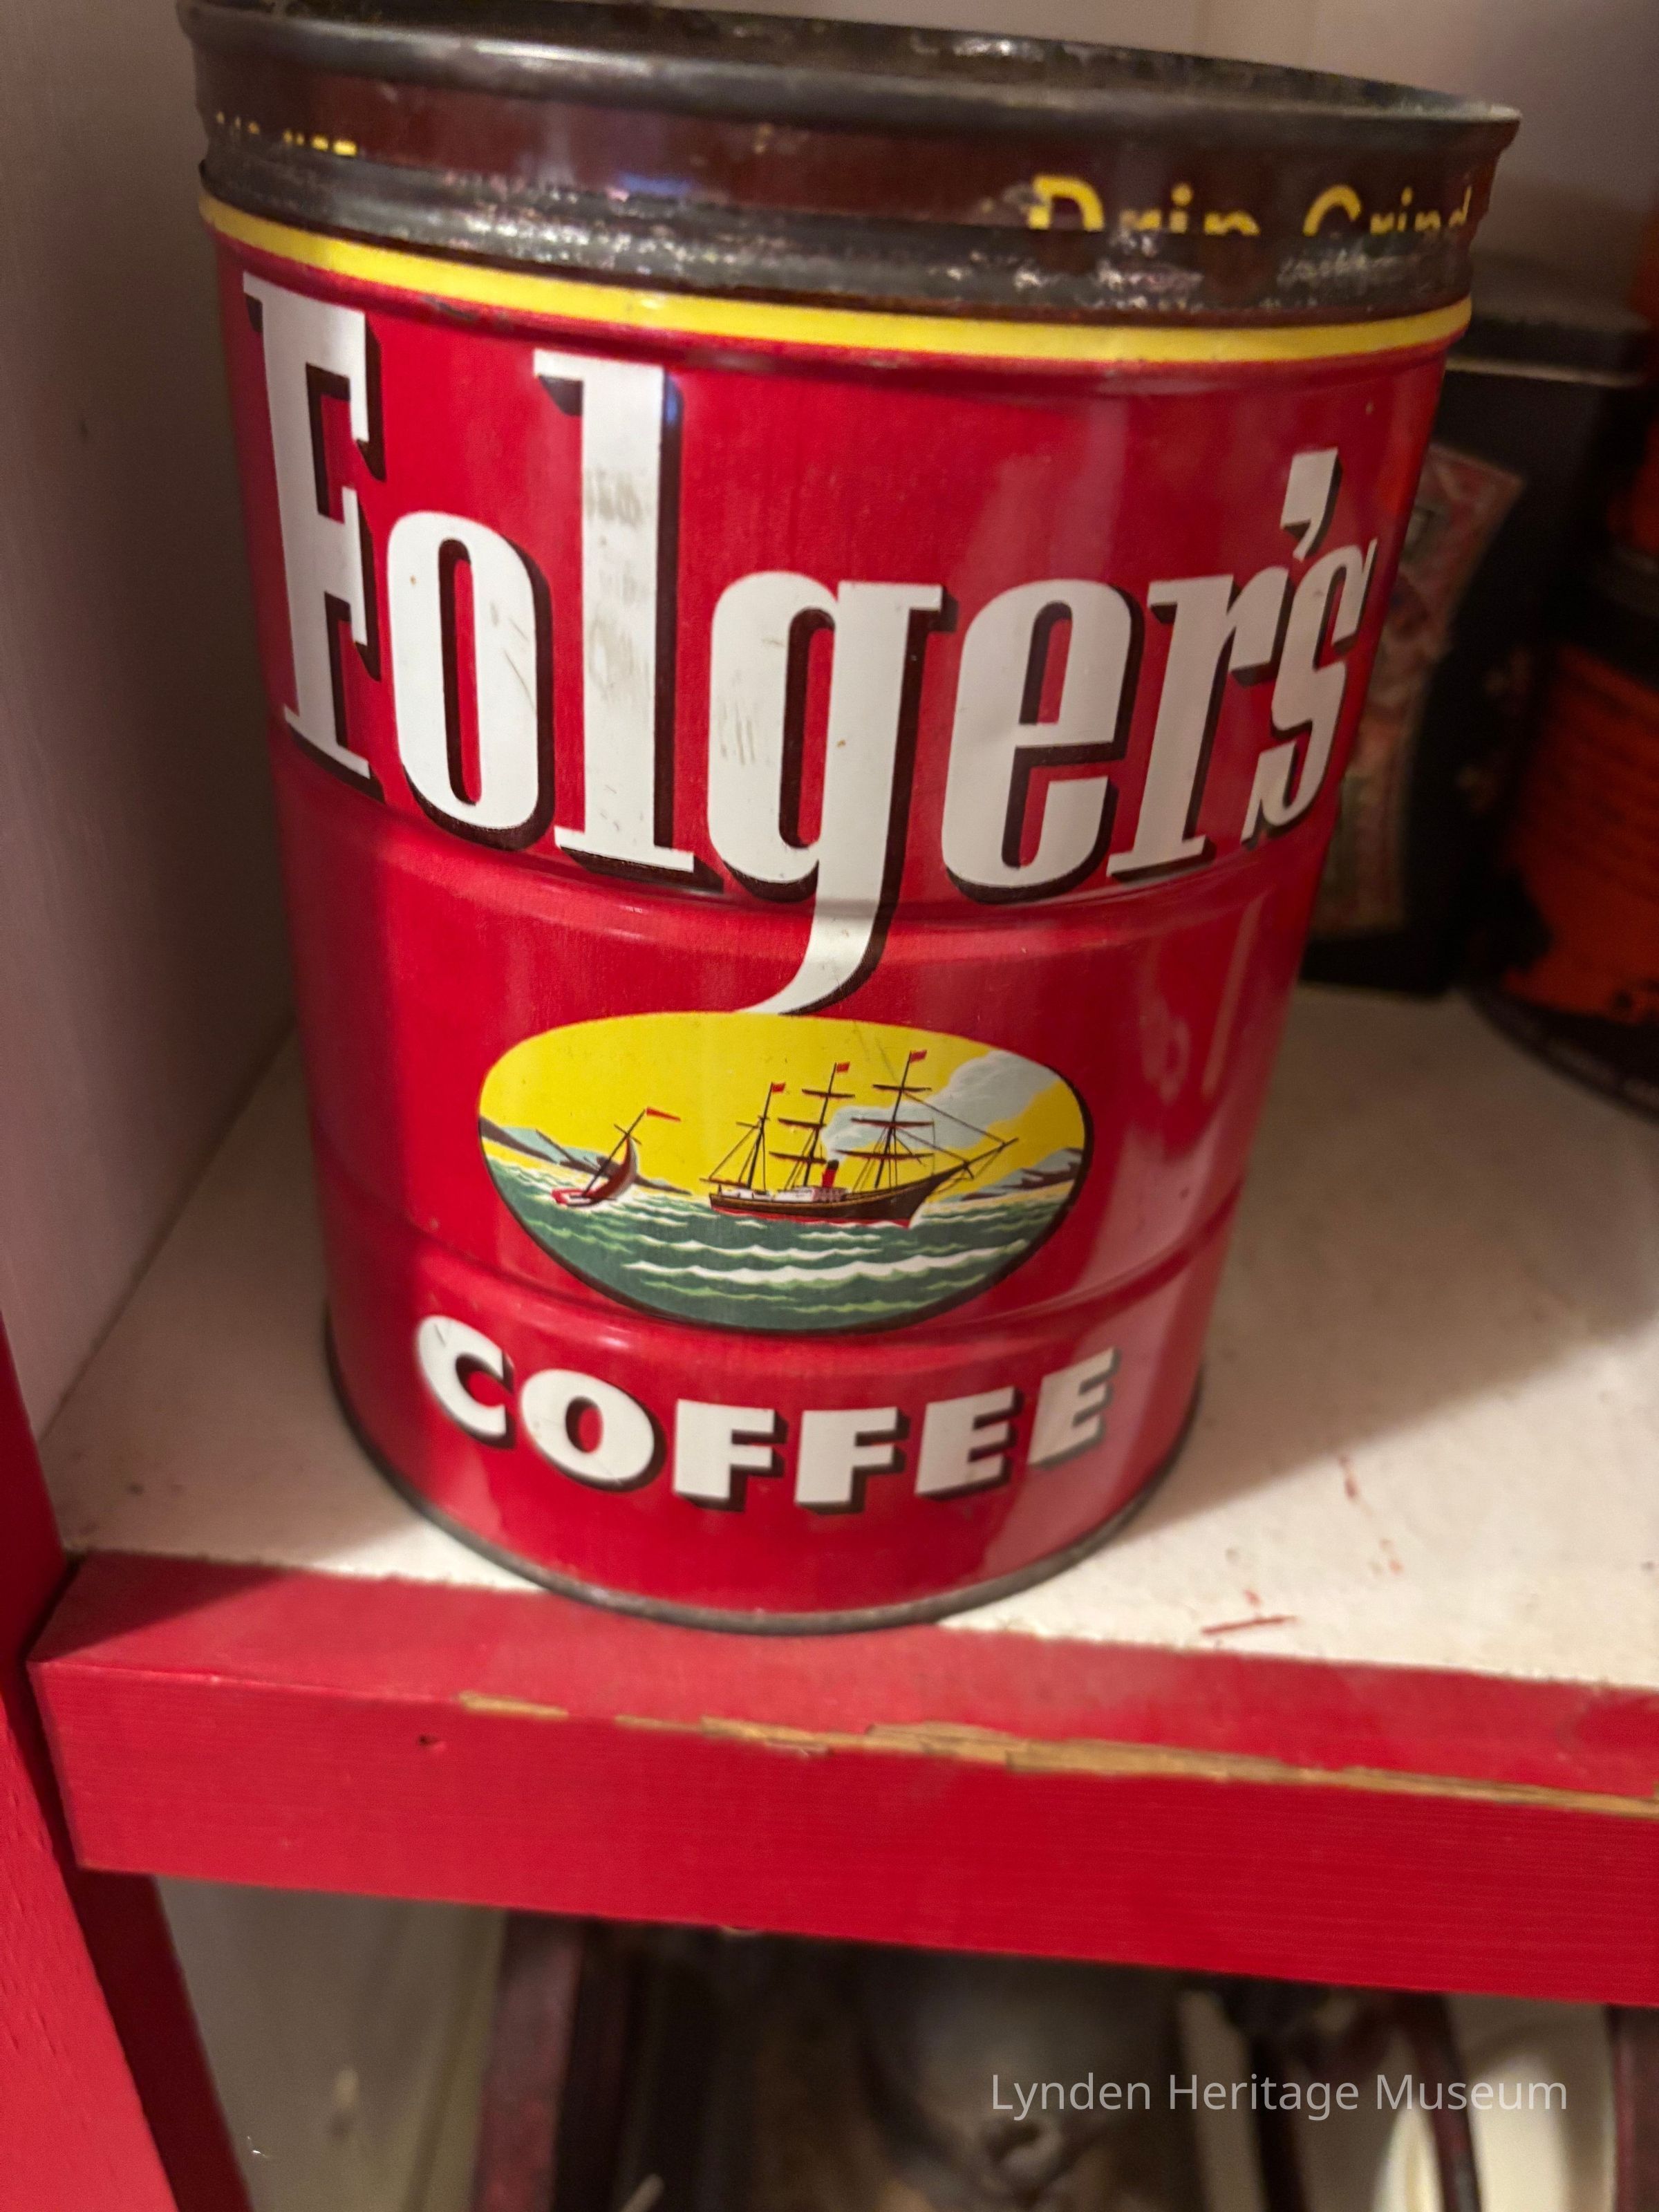 Drip Grind
Folger's
COFFEE
Lynden Heritage Museum